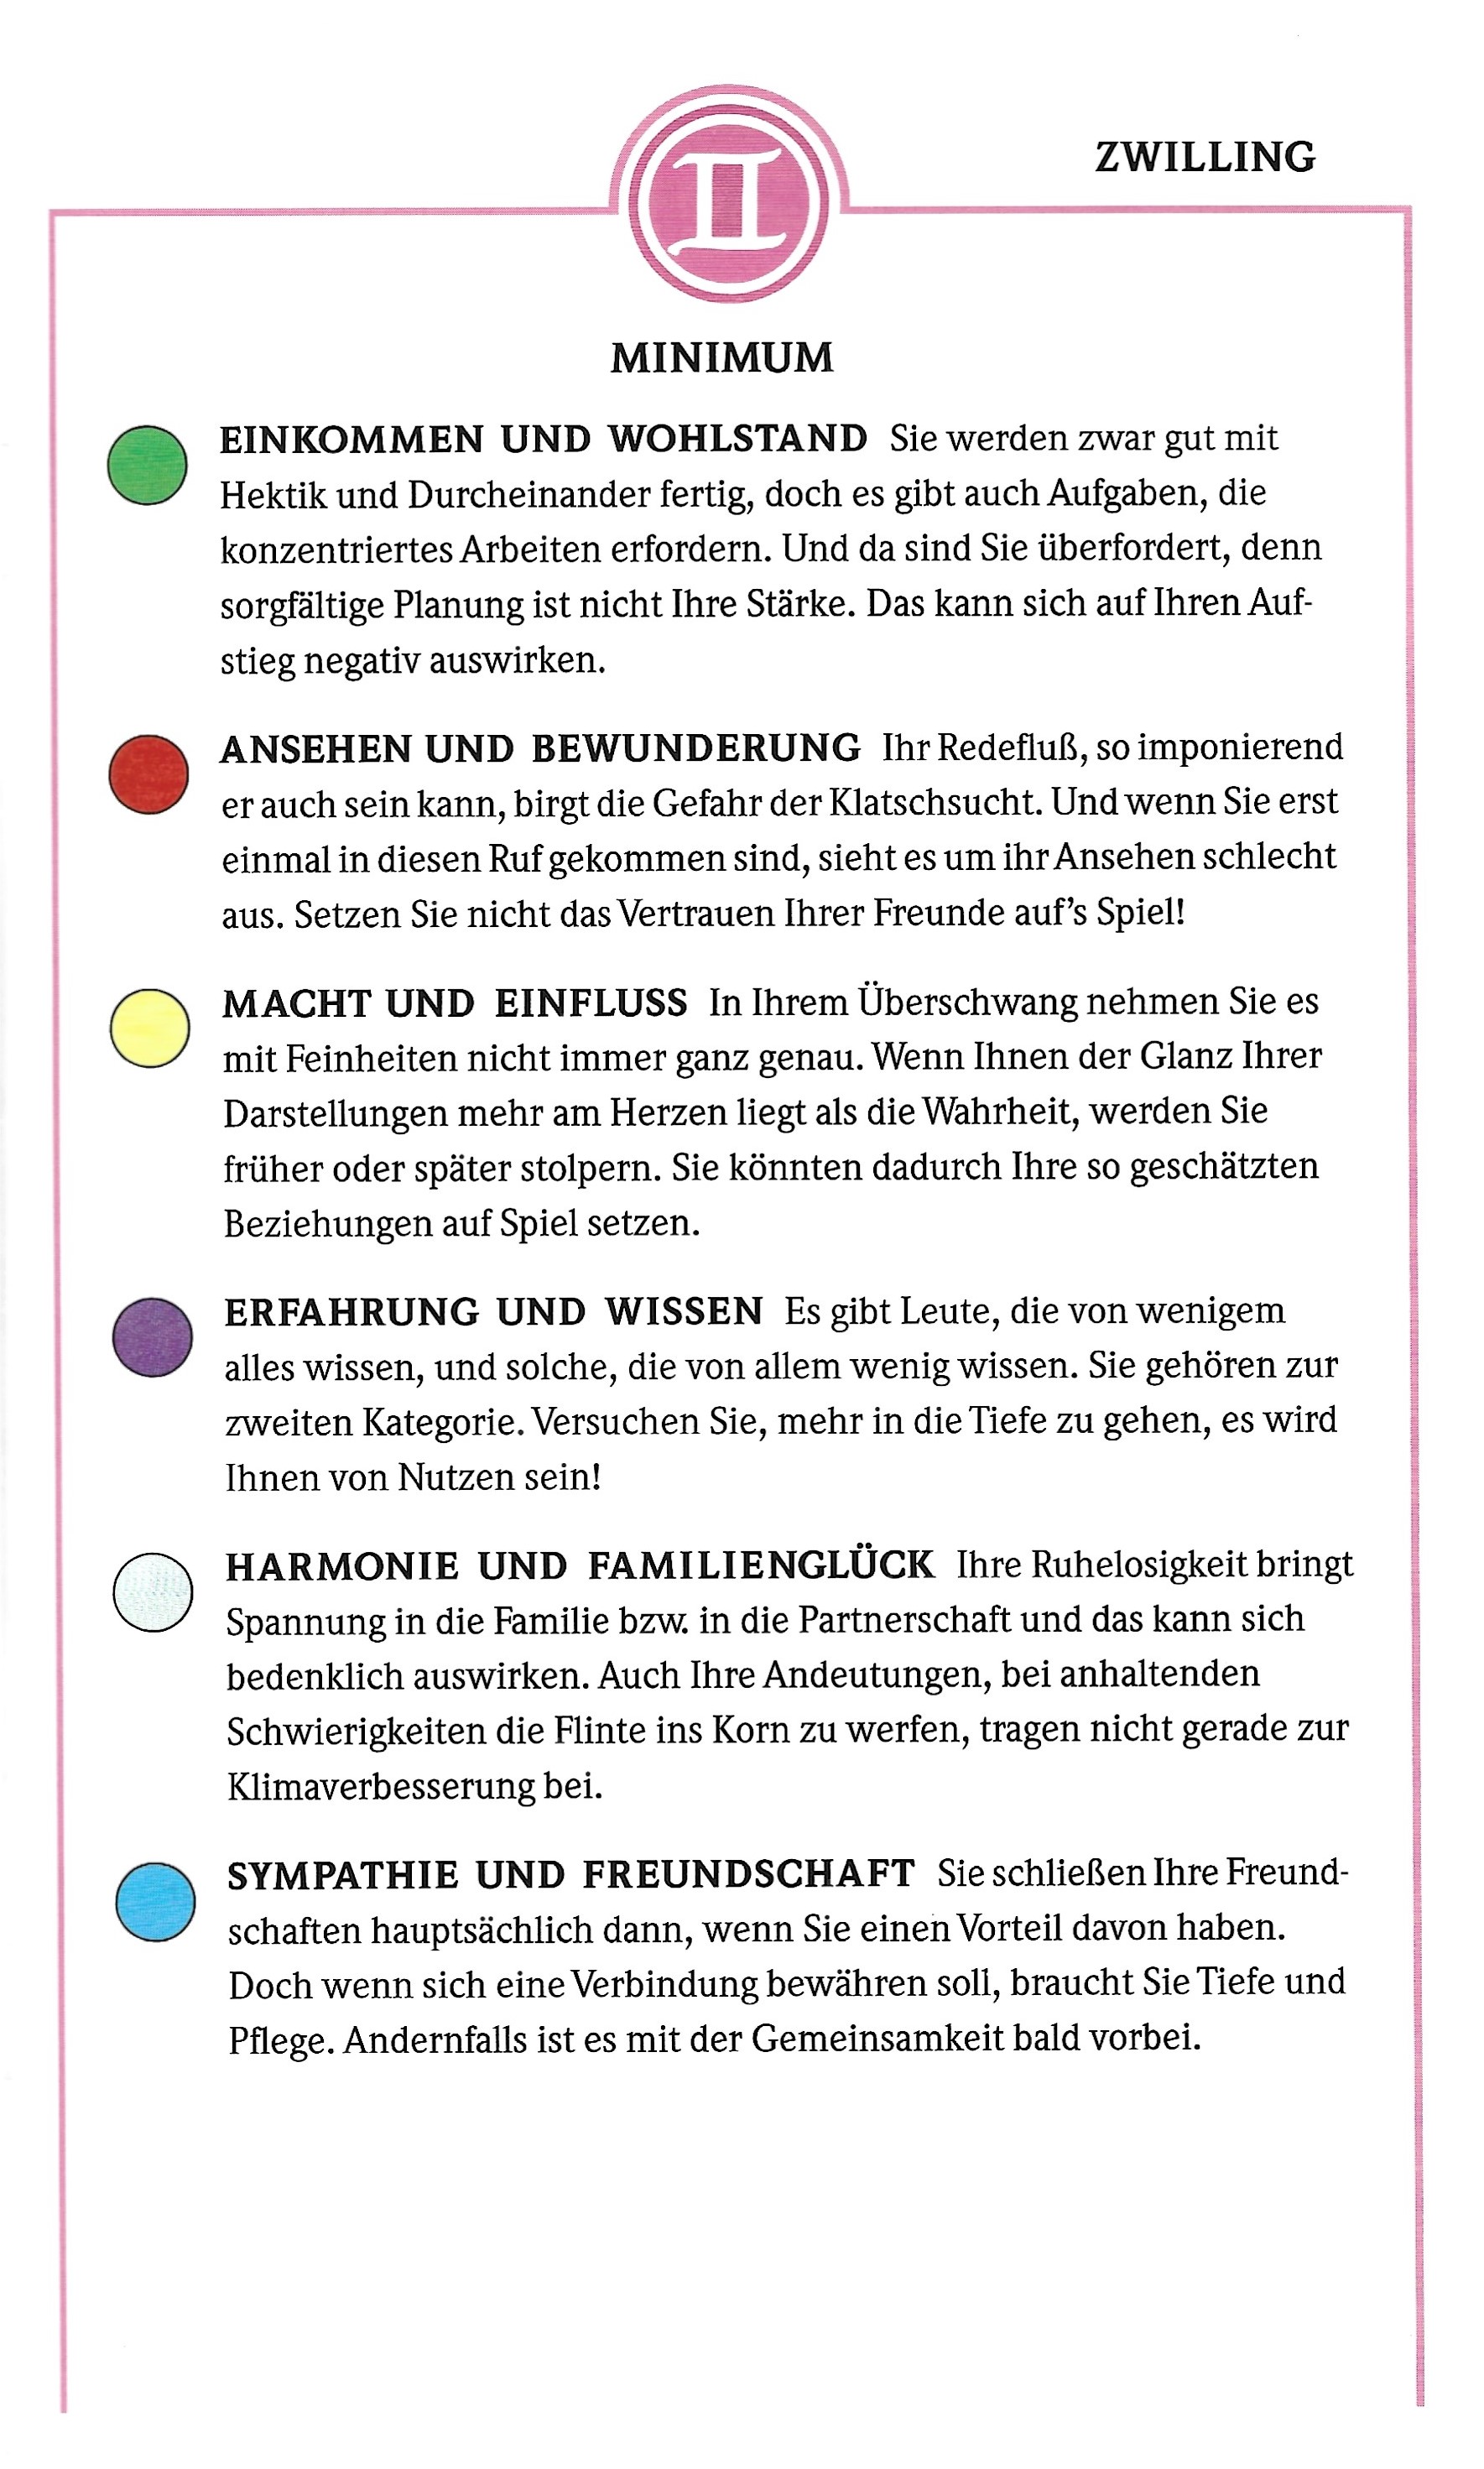 ZWILLING
MINIMUM
EINKOMMEN UND WOHLSTAND Sie werden zwar gut mit
Hektik und Durcheinander fertig, doch es gibt auch Aufgaben, die
konzentriertes Arbeiten erfordern. Und da sind Sie überfordert, denn
sorgfältige Planung ist nicht Ihre Stärke. Das kann sich auf Ihren Auf-
stieg negativ auswirken.
ANSEHEN UND BEWUNDERUNG Ihr Redefluß, so imponierend
er auch sein kann, birgt die Gefahr der Klatschsucht. Und wenn Sie erst
einmal in diesen Ruf gekommen sind, sieht es um ihr Ansehen schlecht
aus. Setzen Sie nicht das Vertrauen Ihrer Freunde auf’s Spiel!
MACHT UND EINFLUSS In Ihrem Überschwang nehmen Sie es
mit Feinheiten nicht immer ganz genau. Wenn Ihnen der Glanz Ihrer
Darstellungen mehr am Herzen liegt als die Wahrheit, werden Sie
früher oder später stolpern. Sie könnten dadurch Ihre so geschätzten
Beziehungen auf Spiel setzen.
ERFAHRUNG UND WISSEN Es gibt Leute, die von wenigem
alles wissen, und solche, die von allem wenig wissen. Sie gehören zur
zweiten Kategorie. Versuchen Sie, mehr in die Tiefe zu gehen, es wird
Ihnen von Nutzen sein!
HARMONIE UND FAMILIENGLÜCK Ihre Ruhelosigkeit bringt
Spannung in die Familie bzw. in die Partnerschaft und das kann sich
bedenklich auswirken. Auch Ihre Andeutungen, bei anhaltenden
Schwierigkeiten die Flinte ins Korn zu werfen, tragen nicht gerade zur
Klimaverbesserung bei.
SYMPATHIE UND FREUNDSCHAFT Sie schließen Ihre Freund-
schaften hauptsächlich dann, wenn Sie einen Vorteil davon haben.
Doch wenn sich eine Verbindung bewähren soll, braucht Sie Tiefe und
Pflege. Andernfalls ist es mit der Gemeinsamkeit bald vorbei.